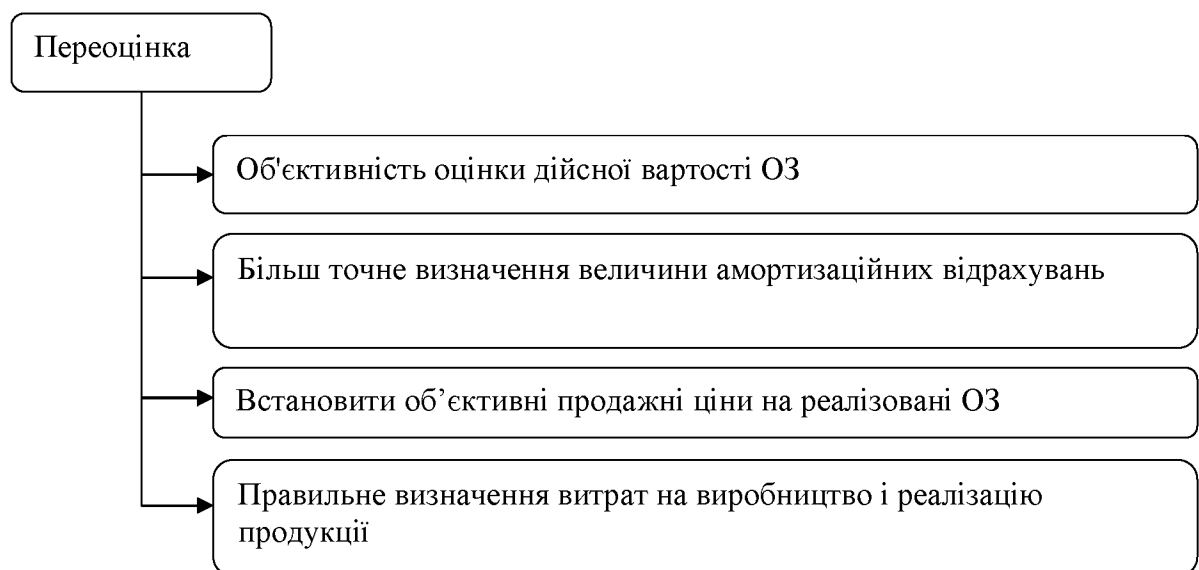 Переоцінка
Об'єктивність оцінки дійсної вартості ОЗ
Більш точне визначення величини амортизаційних відрахувань
Встановити об’єктивні продажні ціни на реалізовані ОЗ
Правильне визначення витрат на виробництво і реалізацію
продукції